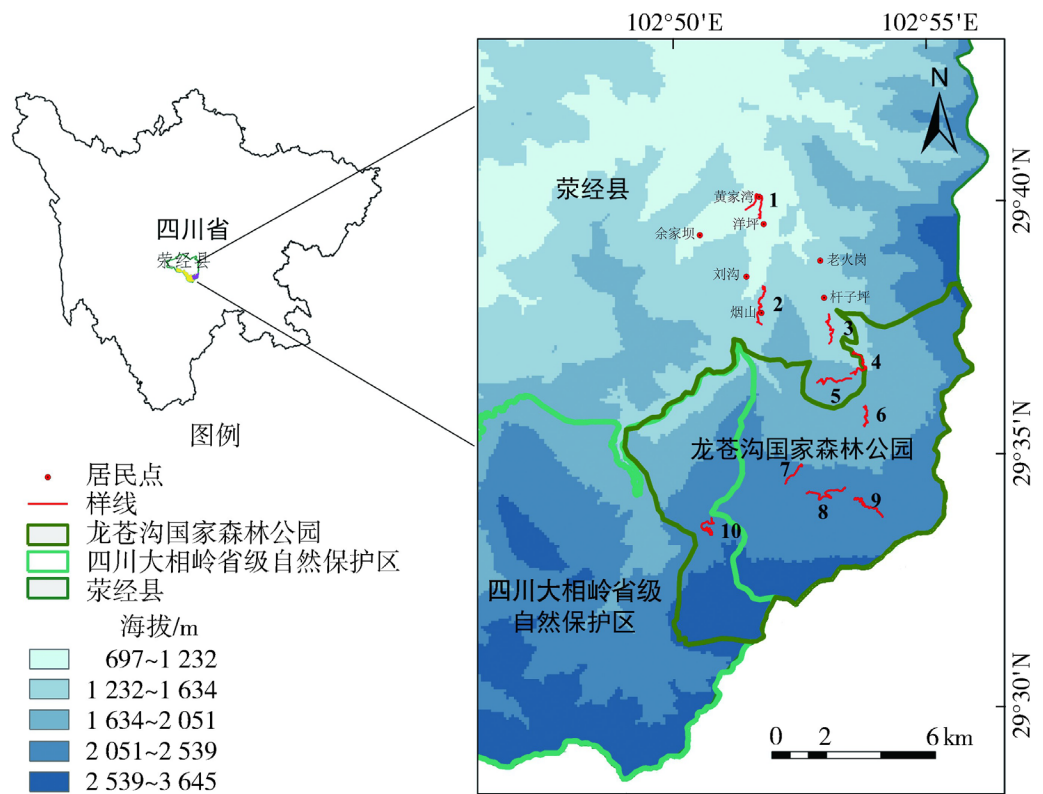 102°50'E
102°55'E
N
29°40'N
29°35'N
29°30'N
四川省
荥经县
荥经县
黄家湾
1
洋坪
余家坝
老火岗
刘沟
杆子坪
烟山
2
3
4
5
6
龙苍沟国家森林公园
7
8
9
10
四川大相岭省级
自然保护区
0 2 6 km
图例
居民点
样线
龙苍沟国家森林公园
四川大相岭省级自然保护区
荥经县
海拔/m
697~1 232
1 232~1 634
1 634~2 051
2 051~2 539
2 539~3 645